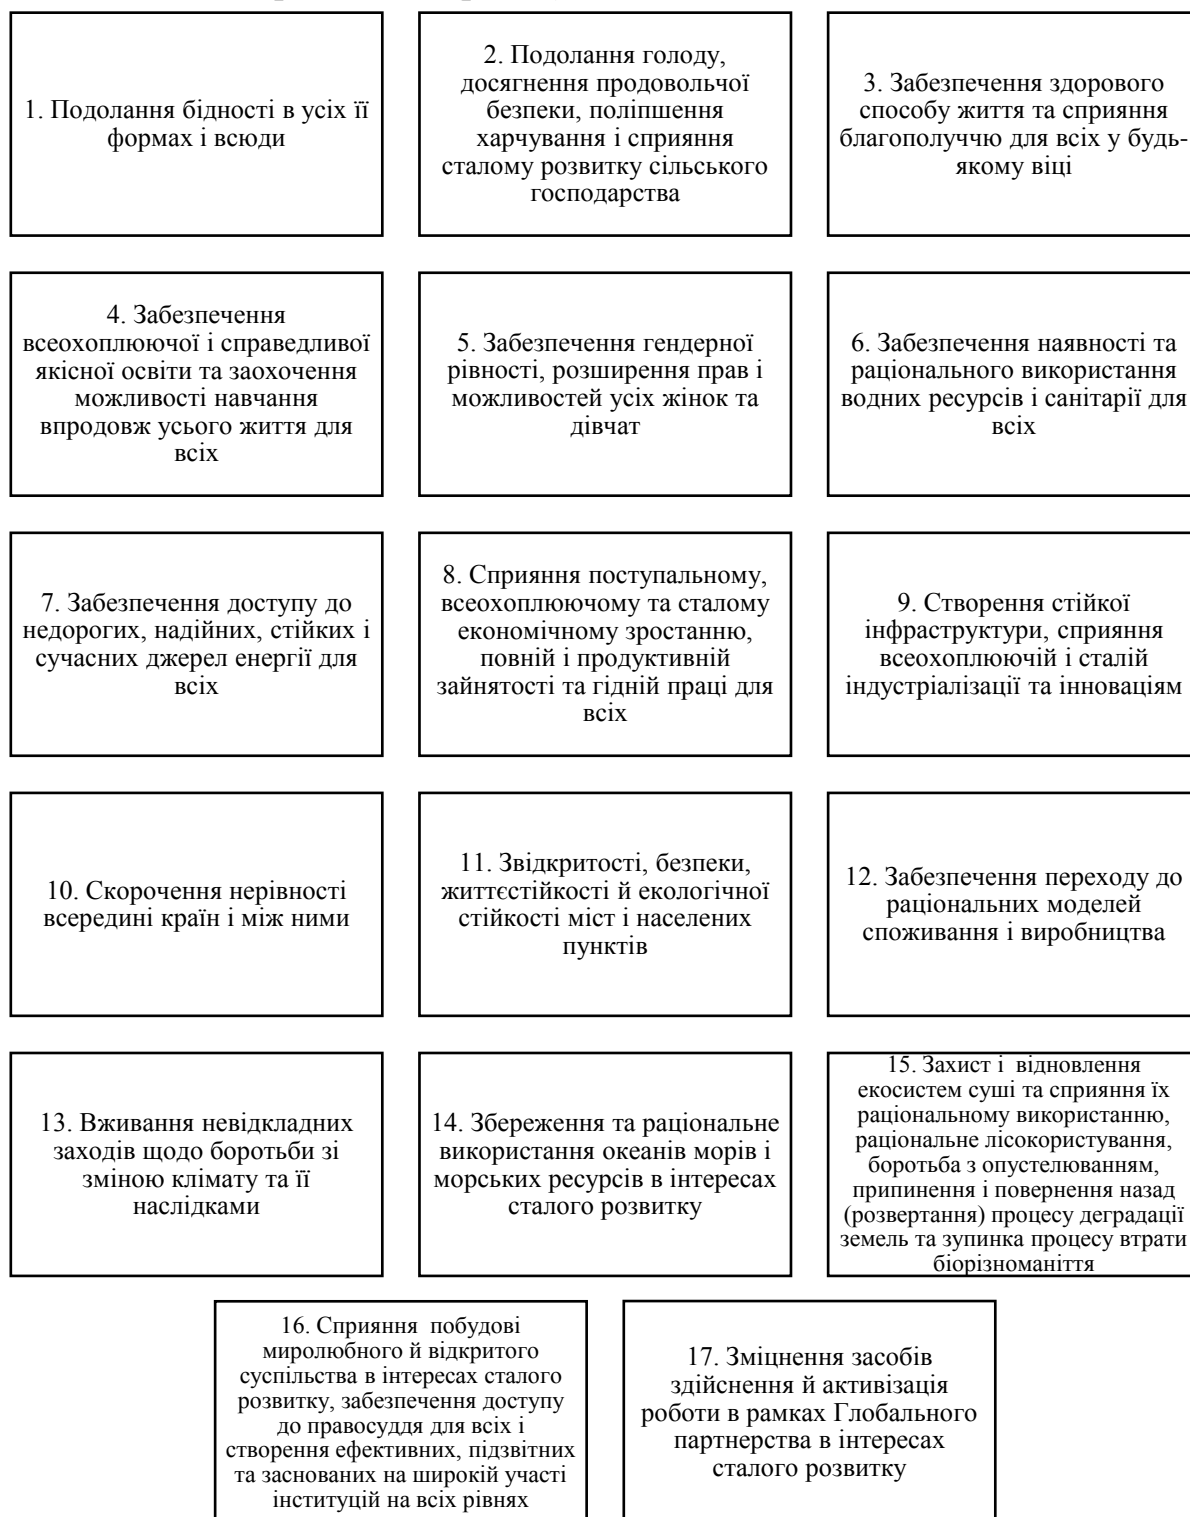 1. Подолання бідності в усіх її
формах і всюди
2. Подолання голоду,
досягнення продовольчої
безпеки, поліпшення
харчування і сприяння
сталому розвитку сільського
господарства
3. Забезпечення здорового
способу життя та сприяння
благополуччю для всіх у будь-
якому віці
4. Забезпечення
всеохоплюючої і справедливої
якісної освіти та заохочення
можливості навчання
впродовж усього життя для
всіх
5. Забезпечення гендерної
рівності, розширення прав і
можливостей усіх жінок та
дівчат
6. Забезпечення наявності та
раціонального використання
водних ресурсів і санітарії для
всіх
7. Забезпечення доступу до
недорогих, надійних, стійких і
сучасних джерел енергії для
всіх
8. Сприяння поступальному,
всеохоплюючому та сталому
економічному зростанню,
повній і продуктивній
зайнятості та гідній праці для
всіх
9. Створення стійкої
інфраструктури, сприяння
всеохоплюючій і сталій
індустріалізації та інноваціям
10. Скорочення нерівності
всередині країн і між ними
11. Звідкритості, безпеки,
життєстійкості й екологічної
стійкості міст і населених
пунктів
12. Забезпечення переходу до
раціональних моделей
споживання і виробництва
13. Вживання невідкладних
заходів щодо боротьби зі
зміною клімату та її
наслідками
14. Збереження та раціональне
використання океанів морів і
морських ресурсів в інтересах
сталого розвитку
15. Захист і відновлення
екосистем суші та сприяння їх
раціональному використанню,
раціональне лісокористування,
боротьба з опустелюванням,
припинення і повернення назад
(розвертання) процесу деградації
земель та зупинка процесу втрати
біорізноманіття
16. Сприяння побудові
миролюбного й відкритого
суспільства в інтересах сталого
розвитку, забезпечення доступу
до правосуддя для всіх і
створення ефективних, підзвітних
та заснованих на широкій участі
інституцій на всіх рівнях
17. Зміцнення засобів
здійснення й активізація
роботи в рамках Глобального
партнерства в інтересах
сталого розвитку